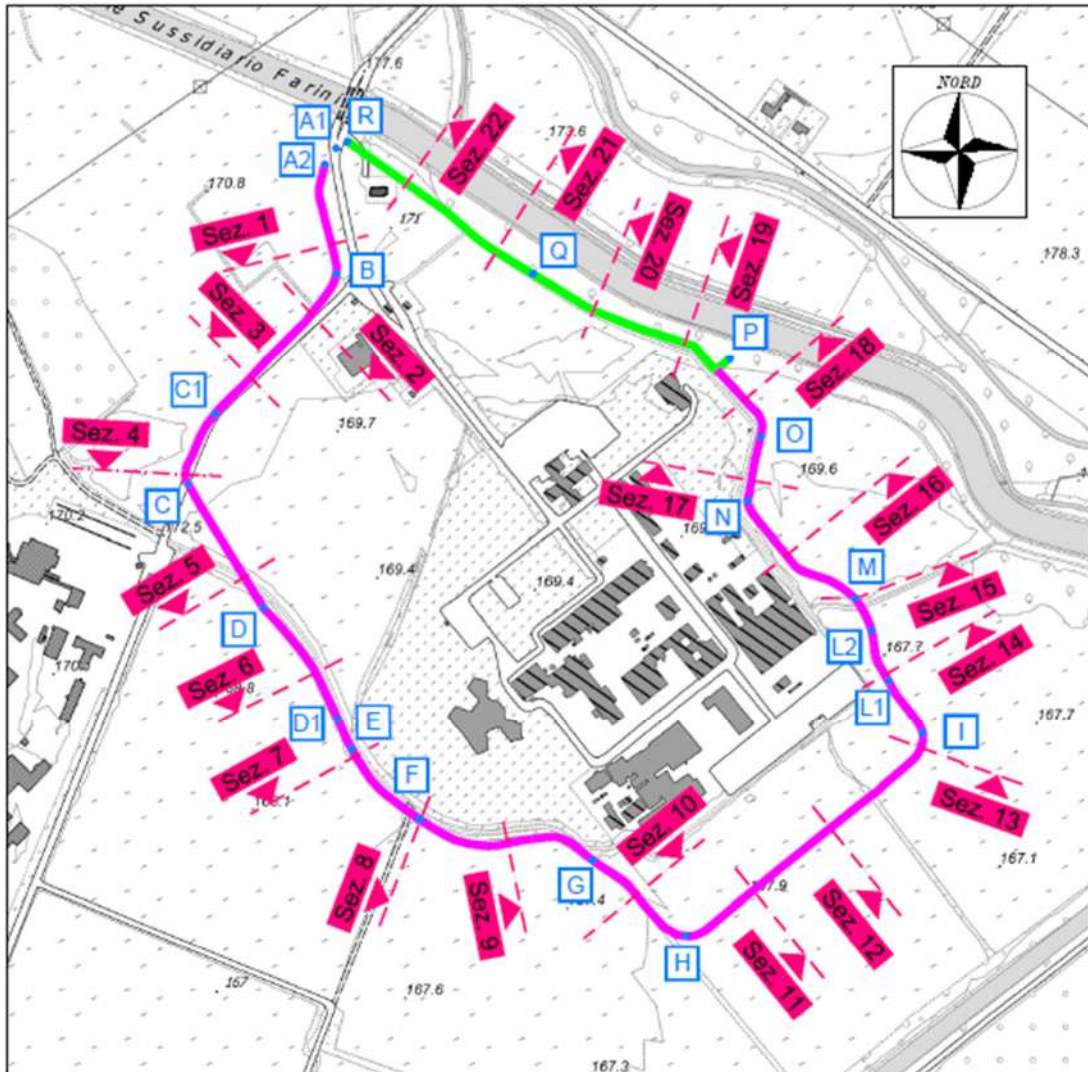 e Sussidiario Farin
177.6
NORD
A1
R
A2
Sez. 22
173.6
Sez. 21
170.8
171
Sez. 1
Sez. 20
Sez. 19
178.3
B
Q
Sez. 3
Sez. 2
P
Sez. 18
C1
169.7
Sez. 4
O
169.6
Sez. 17
Sez. 16
C
170.2
172.5
N
169.4
169.4
M
Sez. 15
Sez. 5
D
L2
167.7
Sez. 14
Sez. 6
L1
167.7
D1
E
I
Sez. 7
F
Sez. 13
Sez. 10
167.1
Sez. 8
G
Sez. 9
167.9
Sez. 12
H
Sez. 11
167
167.6
167.3